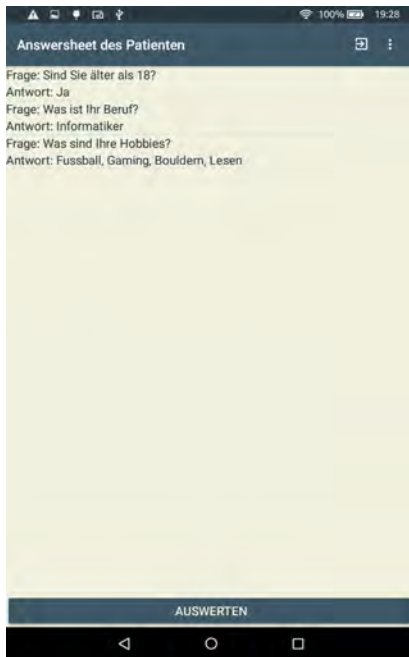 100% 19:28
Answersheet des Patienten
Frage: Sind Sie älter als 18?
Antwort: Ja
Frage: Was ist Ihr Beruf?
Antwort: Informatiker
Frage: Was sind Ihre Hobbies?
Antwort: Fussball, Gaming, Bouldern, Lesen
AUSWERTEN